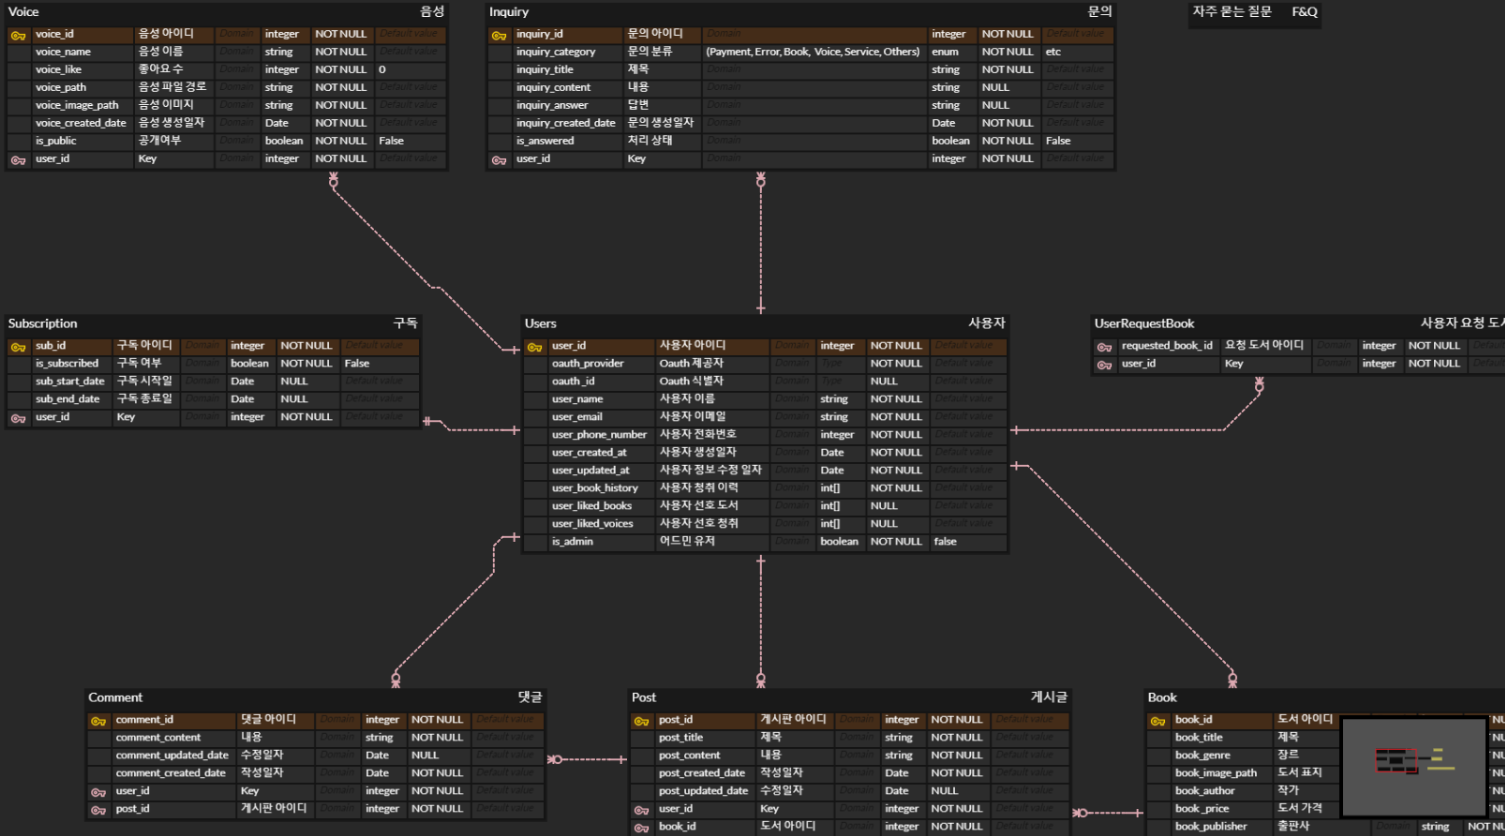 Voice 음성
voice_id 음성 아이디 Domain integer NOT NULL Default value
voice_name 음성 이름 Domain string NOT NULL Default value
voice_like 좋아요 수 Domain integer NOT NULL 0
voice_path 음성 파일 경로 Domain string NOT NULL Default value
voice_image_path 음성 이미지 Domain string NOT NULL Default value
voice_created_date 음성 생성일자 Domain Date NOT NULL Default value
is_public 공개여부 Domain boolean NOT NULL False
user_id Key Domain integer NOT NULL Default value
Inquiry 문의
inquiry_id 문의 아이디 Domain integer NOT NULL Default value
inquiry_category 문의 분류 (Payment, Error, Book, Voice, Service, Others) enum NOT NULL etc
inquiry_title 제목 Domain string NOT NULL Default value
inquiry_content 내용 Domain string NULL Default value
inquiry_answer 답변 Domain string NULL Default value
inquiry_created_date 문의 생성일자 Domain Date NOT NULL Default value
is_answered 처리 상태 Domain boolean NOT NULL False
user_id Key Domain integer NOT NULL Default value
자주 묻는 질문 F&Q
Subscription 구독
sub_id 구독 아이디 Domain integer NOT NULL Default value
is_subscribed 구독 여부 Domain boolean NOT NULL False
sub_start_date 구독 시작일 Domain Date NULL Default value
sub_end_date 구독 종료일 Domain Date NULL Default value
user_id Key Domain integer NOT NULL Default value
Users 사용자
user_id 사용자 아이디 Domain integer NOT NULL Default value
oauth_provider Oauth 제공자 Type NOT NULL Default value
oauth_id Oauth 식별자 Type NULL Default value
user_name 사용자 이름 Domain string NOT NULL Default value
user_email 사용자 이메일 Domain string NOT NULL Default value
user_phone_number 사용자 전화번호 Domain integer NOT NULL Default value
user_created_at 사용자 생성일자 Domain Date NOT NULL Default value
user_updated_at 사용자 정보 수정 일자 Domain Date NOT NULL Default value
user_book_history 사용자 청취 이력 Domain int[] NOT NULL Default value
user_liked_books 사용자 선호 도서 Domain int[] NULL Default value
user_liked_voices 사용자 선호 청취 Domain int[] NULL Default value
is_admin 어드민 유저 Domain boolean NOT NULL false
UserRequestBook 사용자 요청 도서
requested_book_id 요청 도서 아이디 Domain integer NOT NULL
user_id Key Domain integer NOT NULL
Comment 댓글
comment_id 댓글 아이디 Domain integer NOT NULL Default value
comment_content 내용 Domain string NOT NULL Default value
comment_updated_date 수정일자 Domain Date NULL Default value
comment_created_date 작성일자 Domain Date NOT NULL Default value
user_id Key Domain integer NOT NULL Default value
post_id 게시판 아이디 Domain integer NOT NULL Default value
Post 게시글
post_id 게시판 아이디 Domain integer NOT NULL Default value
post_title 제목 Domain string NOT NULL Default value
post_content 내용 Domain string NOT NULL Default value
post_created_date 작성일자 Domain Date NOT NULL Default value
post_updated_date 수정일자 Domain Date NULL Default value
user_id Key Domain integer NOT NULL Default value
book_id 도서 아이디 Domain integer NOT NULL Default value
Book
book_id 도서 아이디
book_title 제목
book_genre 장르
book_image_path 도서 표지
book_author 작가
book_price 도서 가격
book_publisher 출판사 Domain string